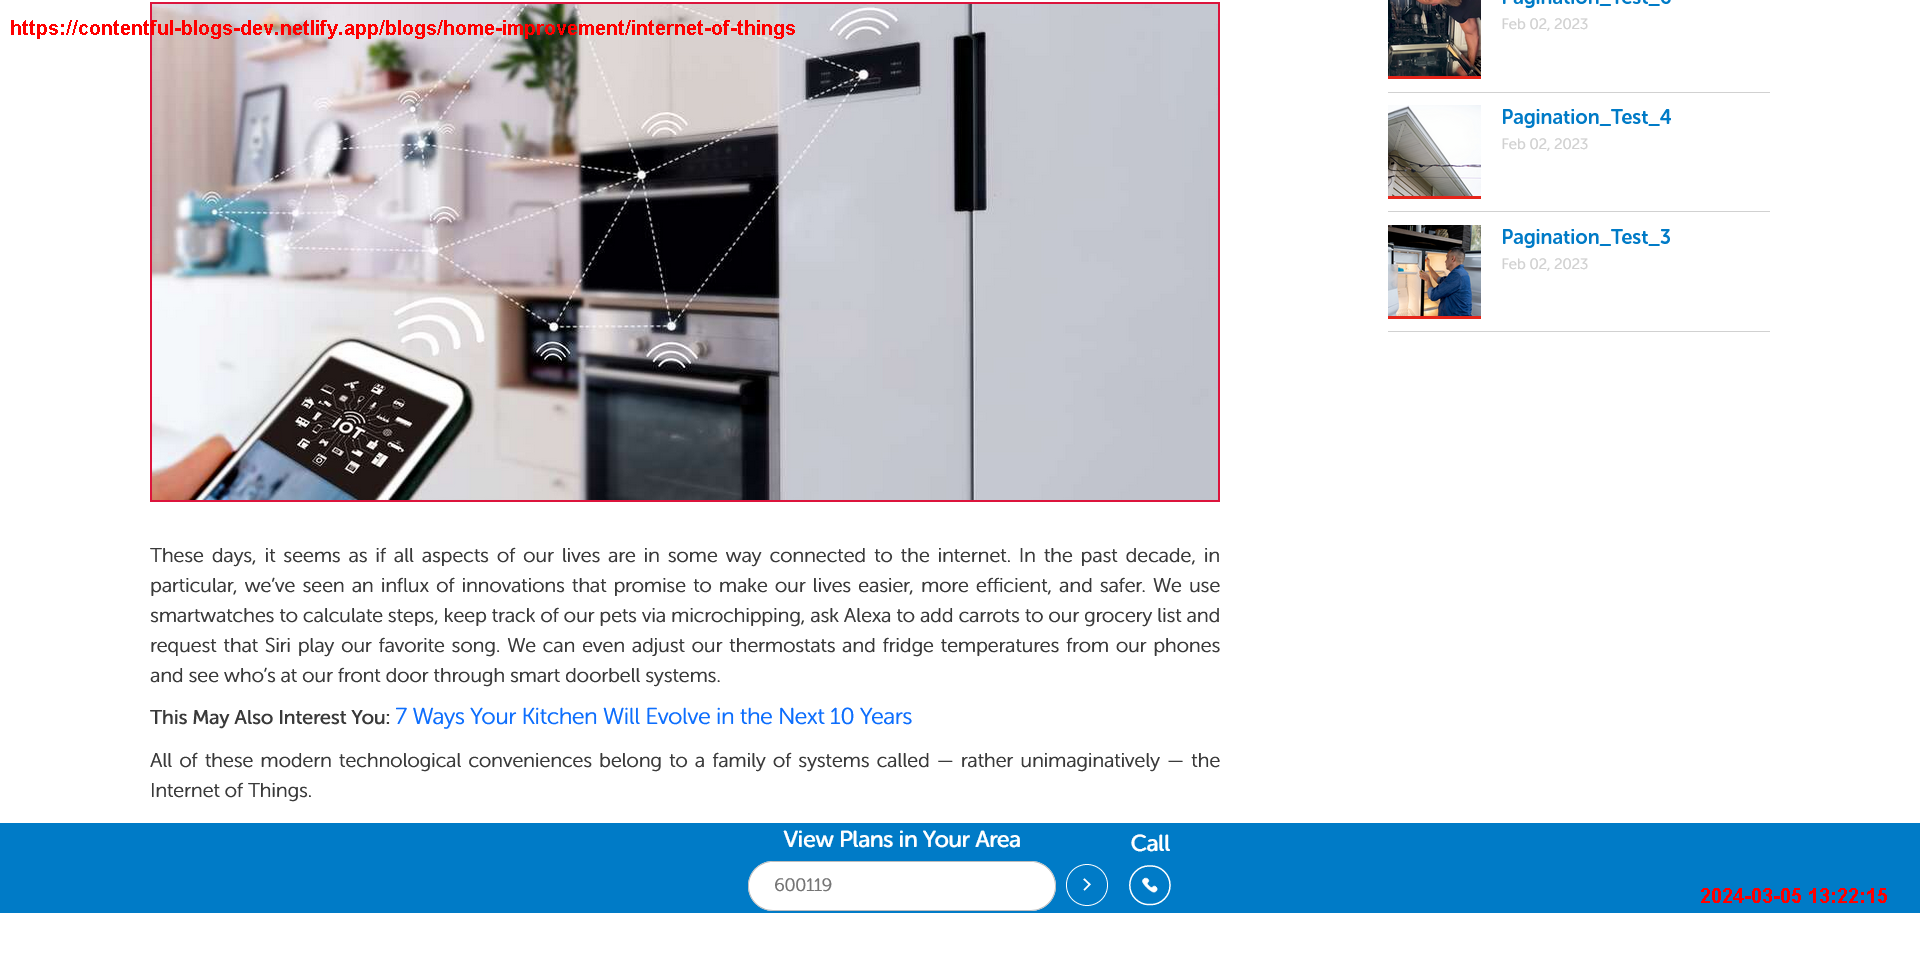 https://contentful-blogs-dev.netlify.app/blogs/home-improvement/internet-of-things
IOT
These days, it seems as if all aspects of our lives are in some way connected to the internet. In the past decade, in
particular, we’ve seen an influx of innovations that promise to make our lives easier, more efficient, and safer. We use
smartwatches to calculate steps, keep track of our pets via microchipping, ask Alexa to add carrots to our grocery list and
request that Siri play our favorite song. We can even adjust our thermostats and fridge temperatures from our phones
and see who’s at our front door through smart doorbell systems.
This May Also Interest You: 7 Ways Your Kitchen Will Evolve in the Next 10 Years
All of these modern technological conveniences belong to a family of systems called — rather unimaginatively — the
Internet of Things.
Feb 02, 2023
Pagination_Test_4
Feb 02, 2023
Pagination_Test_3
Feb 02, 2023
View Plans in Your Area
600119
Call
2024-03-05 13:22:15